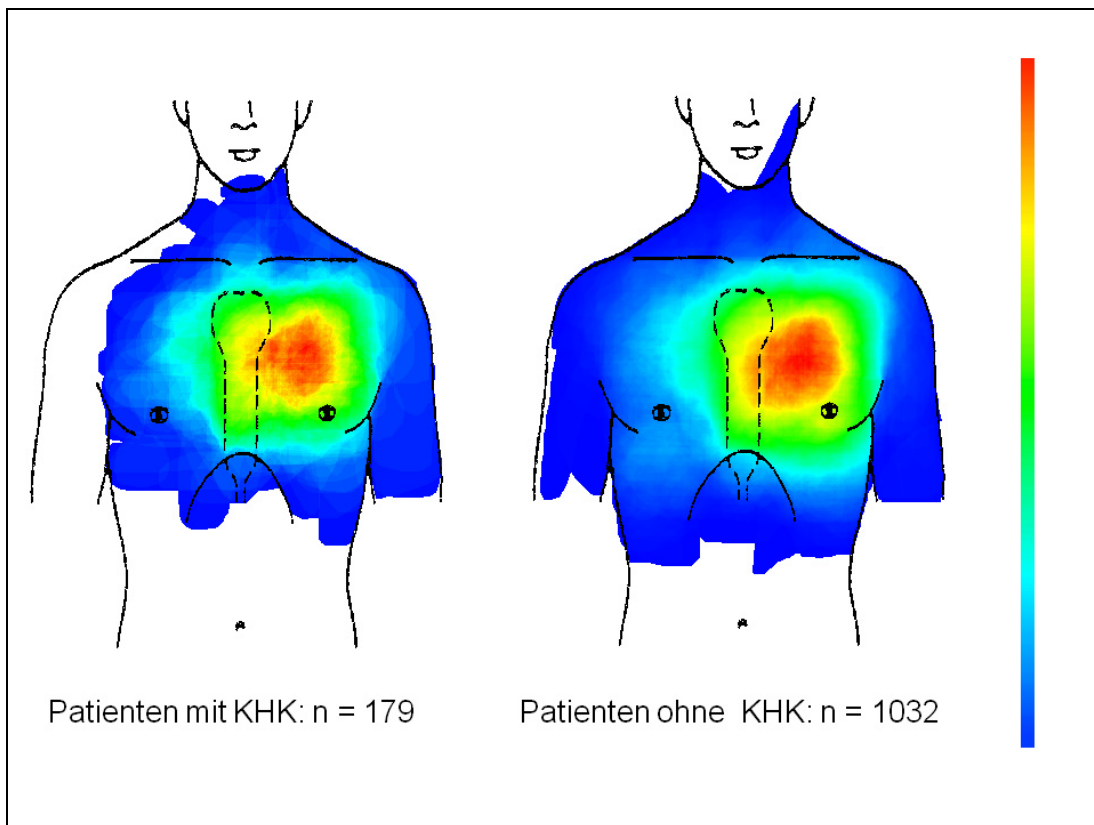 Patienten mit KHK: n = 179
Patienten ohne KHK: n = 1032